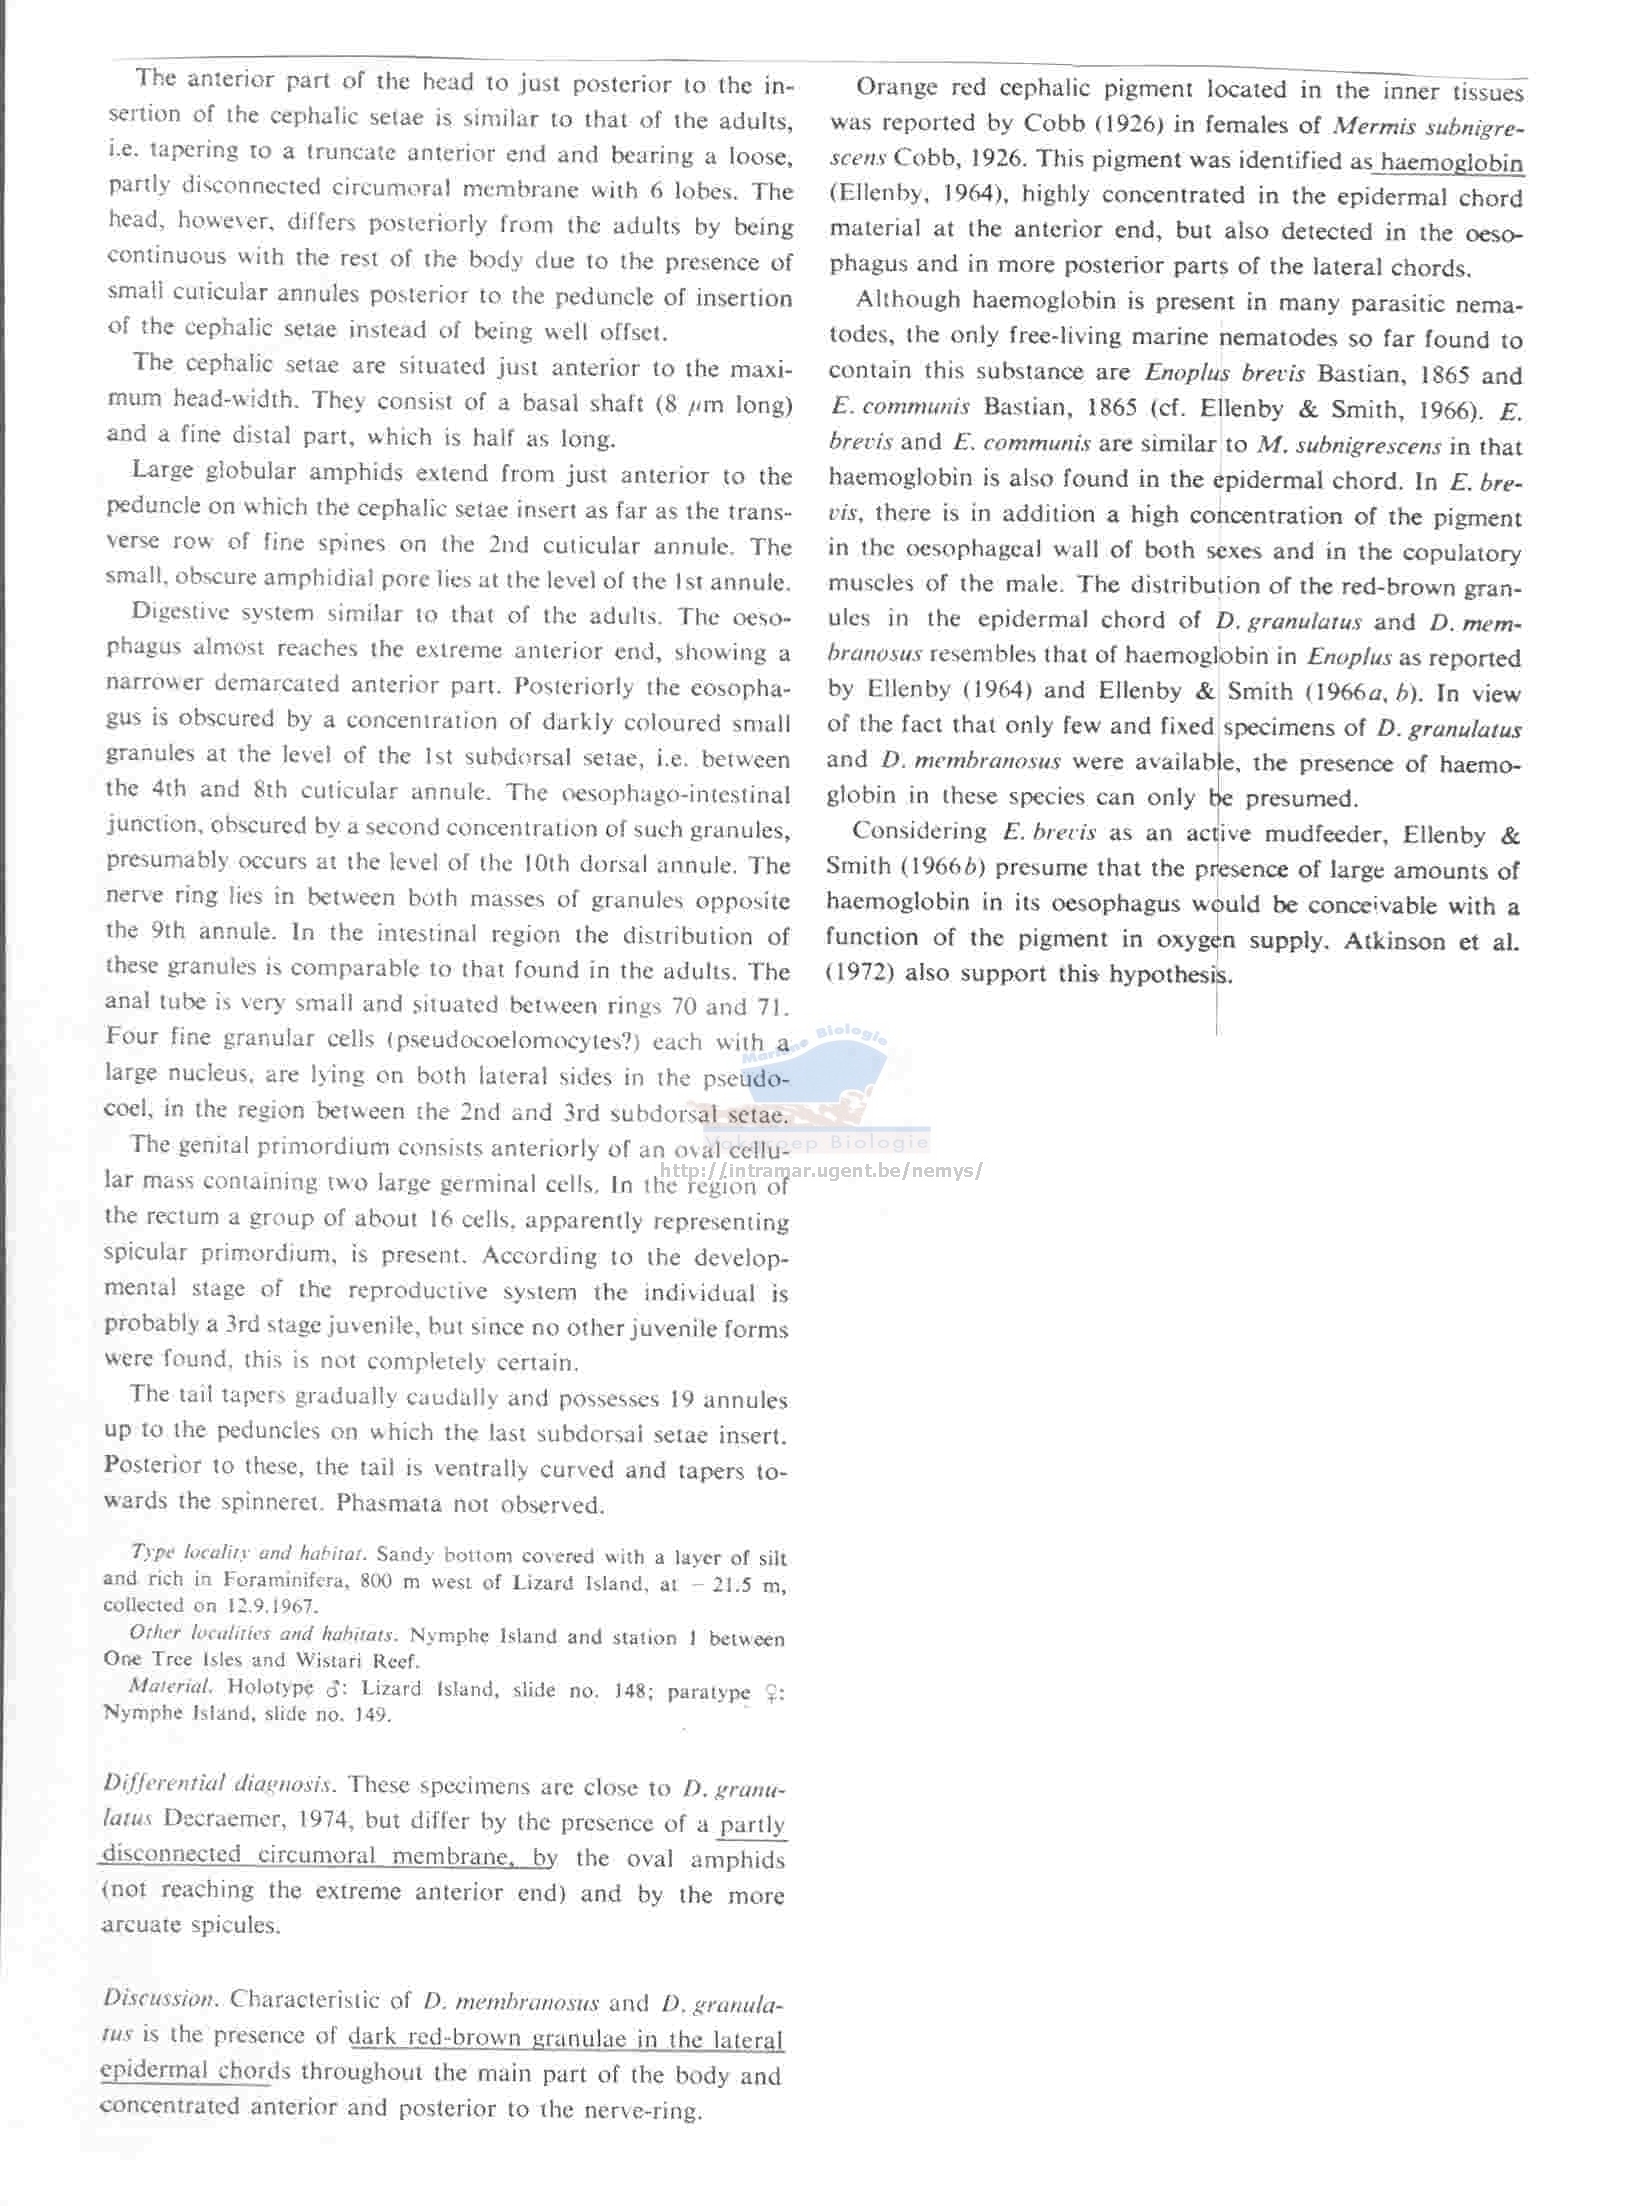 The anterior part of the head to just posterior to the in-
sertion of the cephalic setae is similar to that of the adults,
i.e. tapering to a truncate anterior end and bearing a loose,
partly disconnected circumoral membrane with 6 lobes. The
head, however, differs posteriorly from the adults by being
continuous with the rest of the body due to the presence of
small cuticular annules posterior to the peduncle of insertion
of the cephalic setae instead of being well offset.
The cephalic setae are situated just anterior to the maxi-
mum head-width. They consist of a basal shaft (8 μm long)
and a fine distal part, which is half as long.
Large globular amphids extend from just anterior to the
peduncle on which the cephalic setae insert as far as the trans-
verse row of fine spines on the 2nd cuticular annule. The
small, obscure amphidial pore lies at the level of the 1st annule.
Digestive system similar to that of the adults. The oeso-
phagus almost reaches the extreme anterior end, showing a
narrower demarcated anterior part. Posteriorly the eosopha-
gus is obscured by a concentration of darkly coloured small
granules at the level of the 1st subdorsal setae, i.e. between
the 4th and 8th cuticular annule. The oesophago-intestinal
junction, obscured by a second concentration of such granules,
presumably occurs at the level of the 10th dorsal annule. The
nerve ring lies in between both masses of granules opposite
the 9th annule. In the intestinal region the distribution of
these granules is comparable to that found in the adults. The
anal tube is very small and situated between rings 70 and 71.
Four fine granular cells (pseudocoelomocytes?) each with a
large nucleus, are lying on both lateral sides in the pseudo-
coel, in the region between the 2nd and 3rd subdorsal setae.
The genital primordium consists anteriorly of an oval cellu-
lar mass containing two large germinal cells. In the region of
the rectum a group of about 16 cells, apparently representing
spicular primordium, is present. According to the develop-
mental stage of the reproductive system the individual is
probably a 3rd stage juvenile, but since no other juvenile forms
were found, this is not completely certain.
The tail tapers gradually caudally and possesses 19 annules
up to the peduncles on which the last subdorsal setae insert.
Posterior to these, the tail is ventrally curved and tapers to-
wards the spinneret. Phasmata not observed.
Type locality and habitat. Sandy bottom covered with a layer of silt
and rich in Foraminifera, 800 m west of Lizard Island, at – 21.5 m,
collected on 12.9.1967.
Other localities and habitats. Nymphe Island and station 1 between
One Tree Isles and Wistari Reef.
Material. Holotype ♂: Lizard Island, slide no. 148; paratype ♀:
Nymphe Island, slide no. 149.
Differential diagnosis. These specimens are close to D. granu-
latus Decraemer, 1974, but differ by the presence of a partly
disconnected circumoral membrane, by the oval amphids
(not reaching the extreme anterior end) and by the more
arcuate spicules.
Discussion. Characteristic of D. membranosus and D. granula-
tus is the presence of dark red-brown granulae in the lateral
epidermal chords throughout the main part of the body and
concentrated anterior and posterior to the nerve-ring.
Orange red cephalic pigment located in the inner tissues
was reported by Cobb (1926) in females of Mermis subnigre-
scens Cobb, 1926. This pigment was identified as haemoglobin
(Ellenby, 1964), highly concentrated in the epidermal chord
material at the anterior end, but also detected in the oeso-
phagus and in more posterior parts of the lateral chords.
Although haemoglobin is present in many parasitic nema-
todes, the only free-living marine nematodes so far found to
contain this substance are Enoplus brevis Bastian, 1865 and
E. communis Bastian, 1865 (cf. Ellenby & Smith, 1966). E.
brevis and E. communis are similar to M. subnigrescens in that
haemoglobin is also found in the epidermal chord. In E. bre-
vis, there is in addition a high concentration of the pigment
in the oesophageal wall of both sexes and in the copulatory
muscles of the male. The distribution of the red-brown gran-
ules in the epidermal chord of D. granulatus and D. mem-
branosus resembles that of haemoglobin in Enoplus as reported
by Ellenby (1964) and Ellenby & Smith (1966a, b). In view
of the fact that only few and fixed specimens of D. granulatus
and D. membranosus were available, the presence of haemo-
globin in these species can only be presumed.
Considering E. brevis as an active mudfeeder, Ellenby &
Smith (1966b) presume that the presence of large amounts of
haemoglobin in its oesophagus would be conceivable with a
function of the pigment in oxygen supply. Atkinson et al.
(1972) also support this hypothesis.
Mariene Biologie
Vakgroep Biologie
http://intramar.ugent.be/nemys/